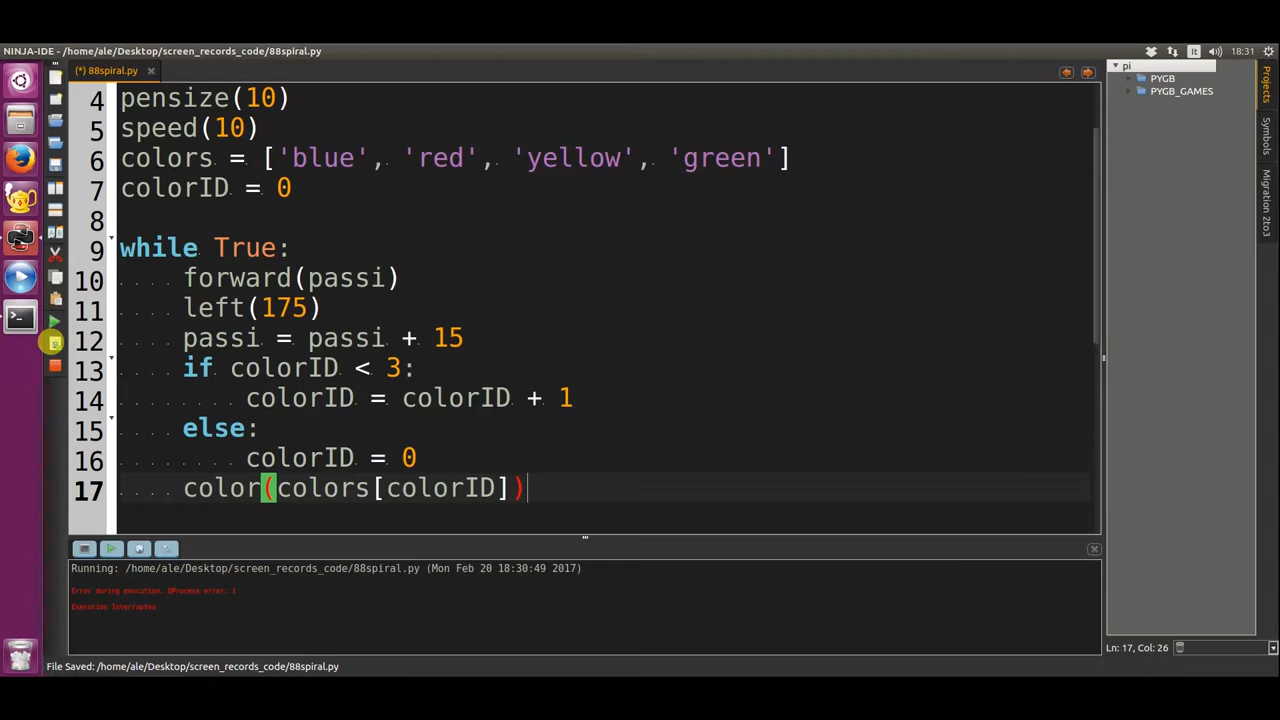 NINJA-IDE - /home/ale/Desktop/screen_records_code/88spiral.py
It
18:31
(*) 88spiral.py
4 pensize(10)
5 speed(10)
6 colors = ['blue', 'red', 'yellow', 'green']
7 colorID = 0
8
9 while True:
10 forward(passi)
11 left(175)
12 passi = passi + 15
13 if colorID < 3:
14 colorID = colorID + 1
15 else:
16 colorID = 0
17 color(colors[colorID])
pi
PYGB
PYGB_GAMES
Projects
Symbols
Migration 2to3
Running: /home/ale/Desktop/screen_records_code/88spiral.py (Mon Feb 20 18:30:49 2017)
Error during execution. QProcess error: 1
Execution Interrupted
Ln: 17, Col: 26
File Saved: /home/ale/Desktop/screen_records_code/88spiral.py